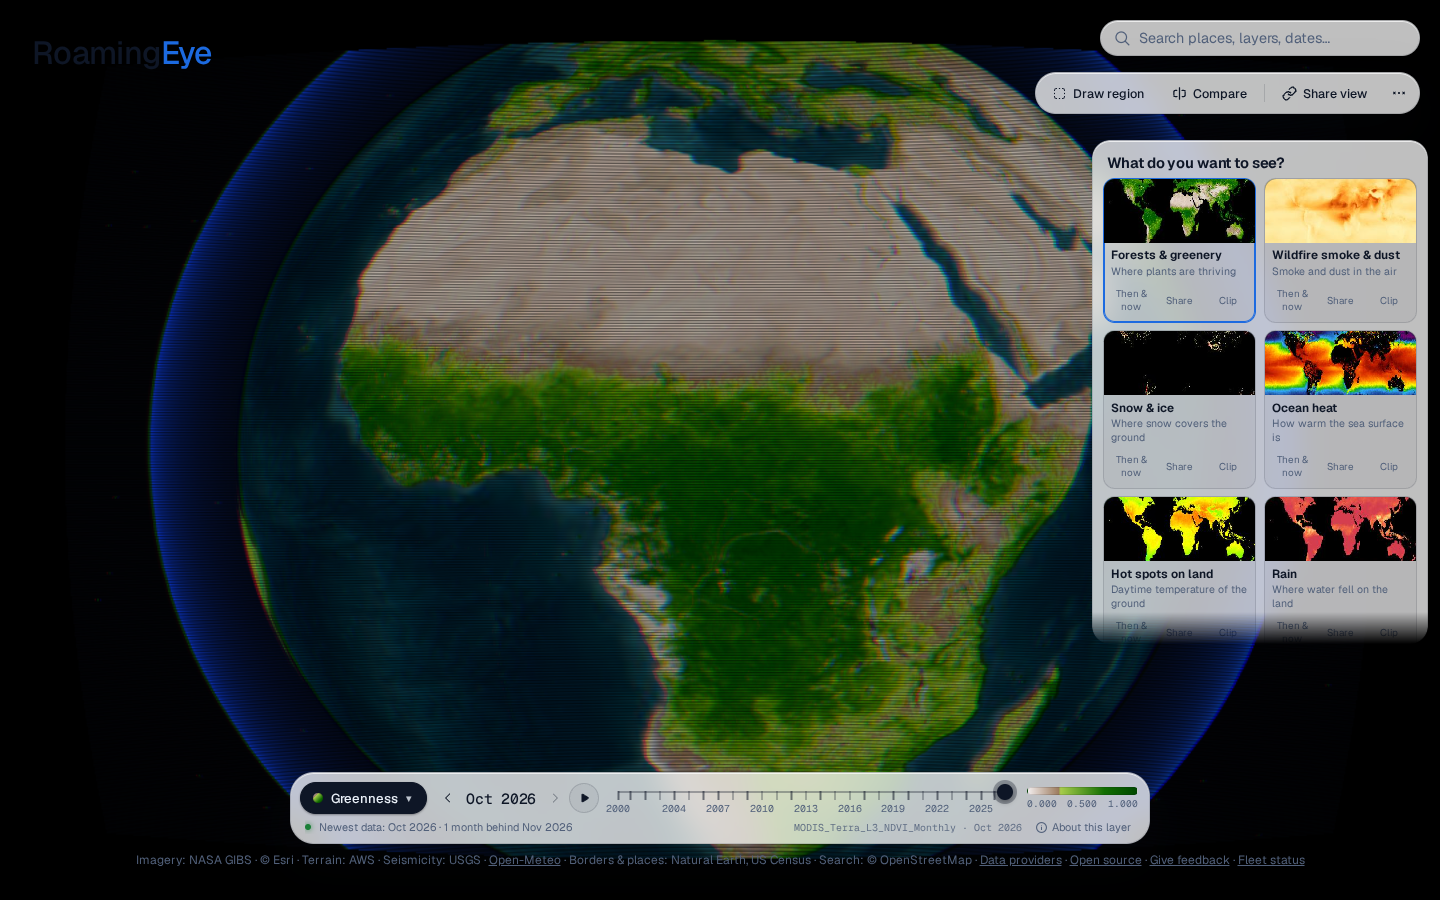 RoamingEye
Search places, layers, dates...
Draw region
Compare
Share view
What do you want to see?
Forests & greenery
Where plants are thriving
Then & now
Share
Clip
Wildfire smoke & dust
Smoke and dust in the air
Then & now
Share
Clip
Snow & ice
Where snow covers the ground
Then & now
Share
Clip
Ocean heat
How warm the sea surface is
Then & now
Share
Clip
Hot spots on land
Daytime temperature of the ground
Then &
Share
Clip
Rain
Where water fell on the land
Then &
Share
Clip
Greenness
Oct 2026
2000 2004 2007 2010 2013 2016 2019 2022 2025
0.000 0.500 1.000
Newest data: Oct 2026 · 1 month behind Nov 2026
MODIS_Terra_L3_NDVI_Monthly · Oct 2026
About this layer
Imagery: NASA GIBS · © Esri · Terrain: AWS · Seismicity: USGS · Open-Meteo · Borders & places: Natural Earth, US Census · Search: © OpenStreetMap · Data providers · Open source · Give feedback · Fleet status